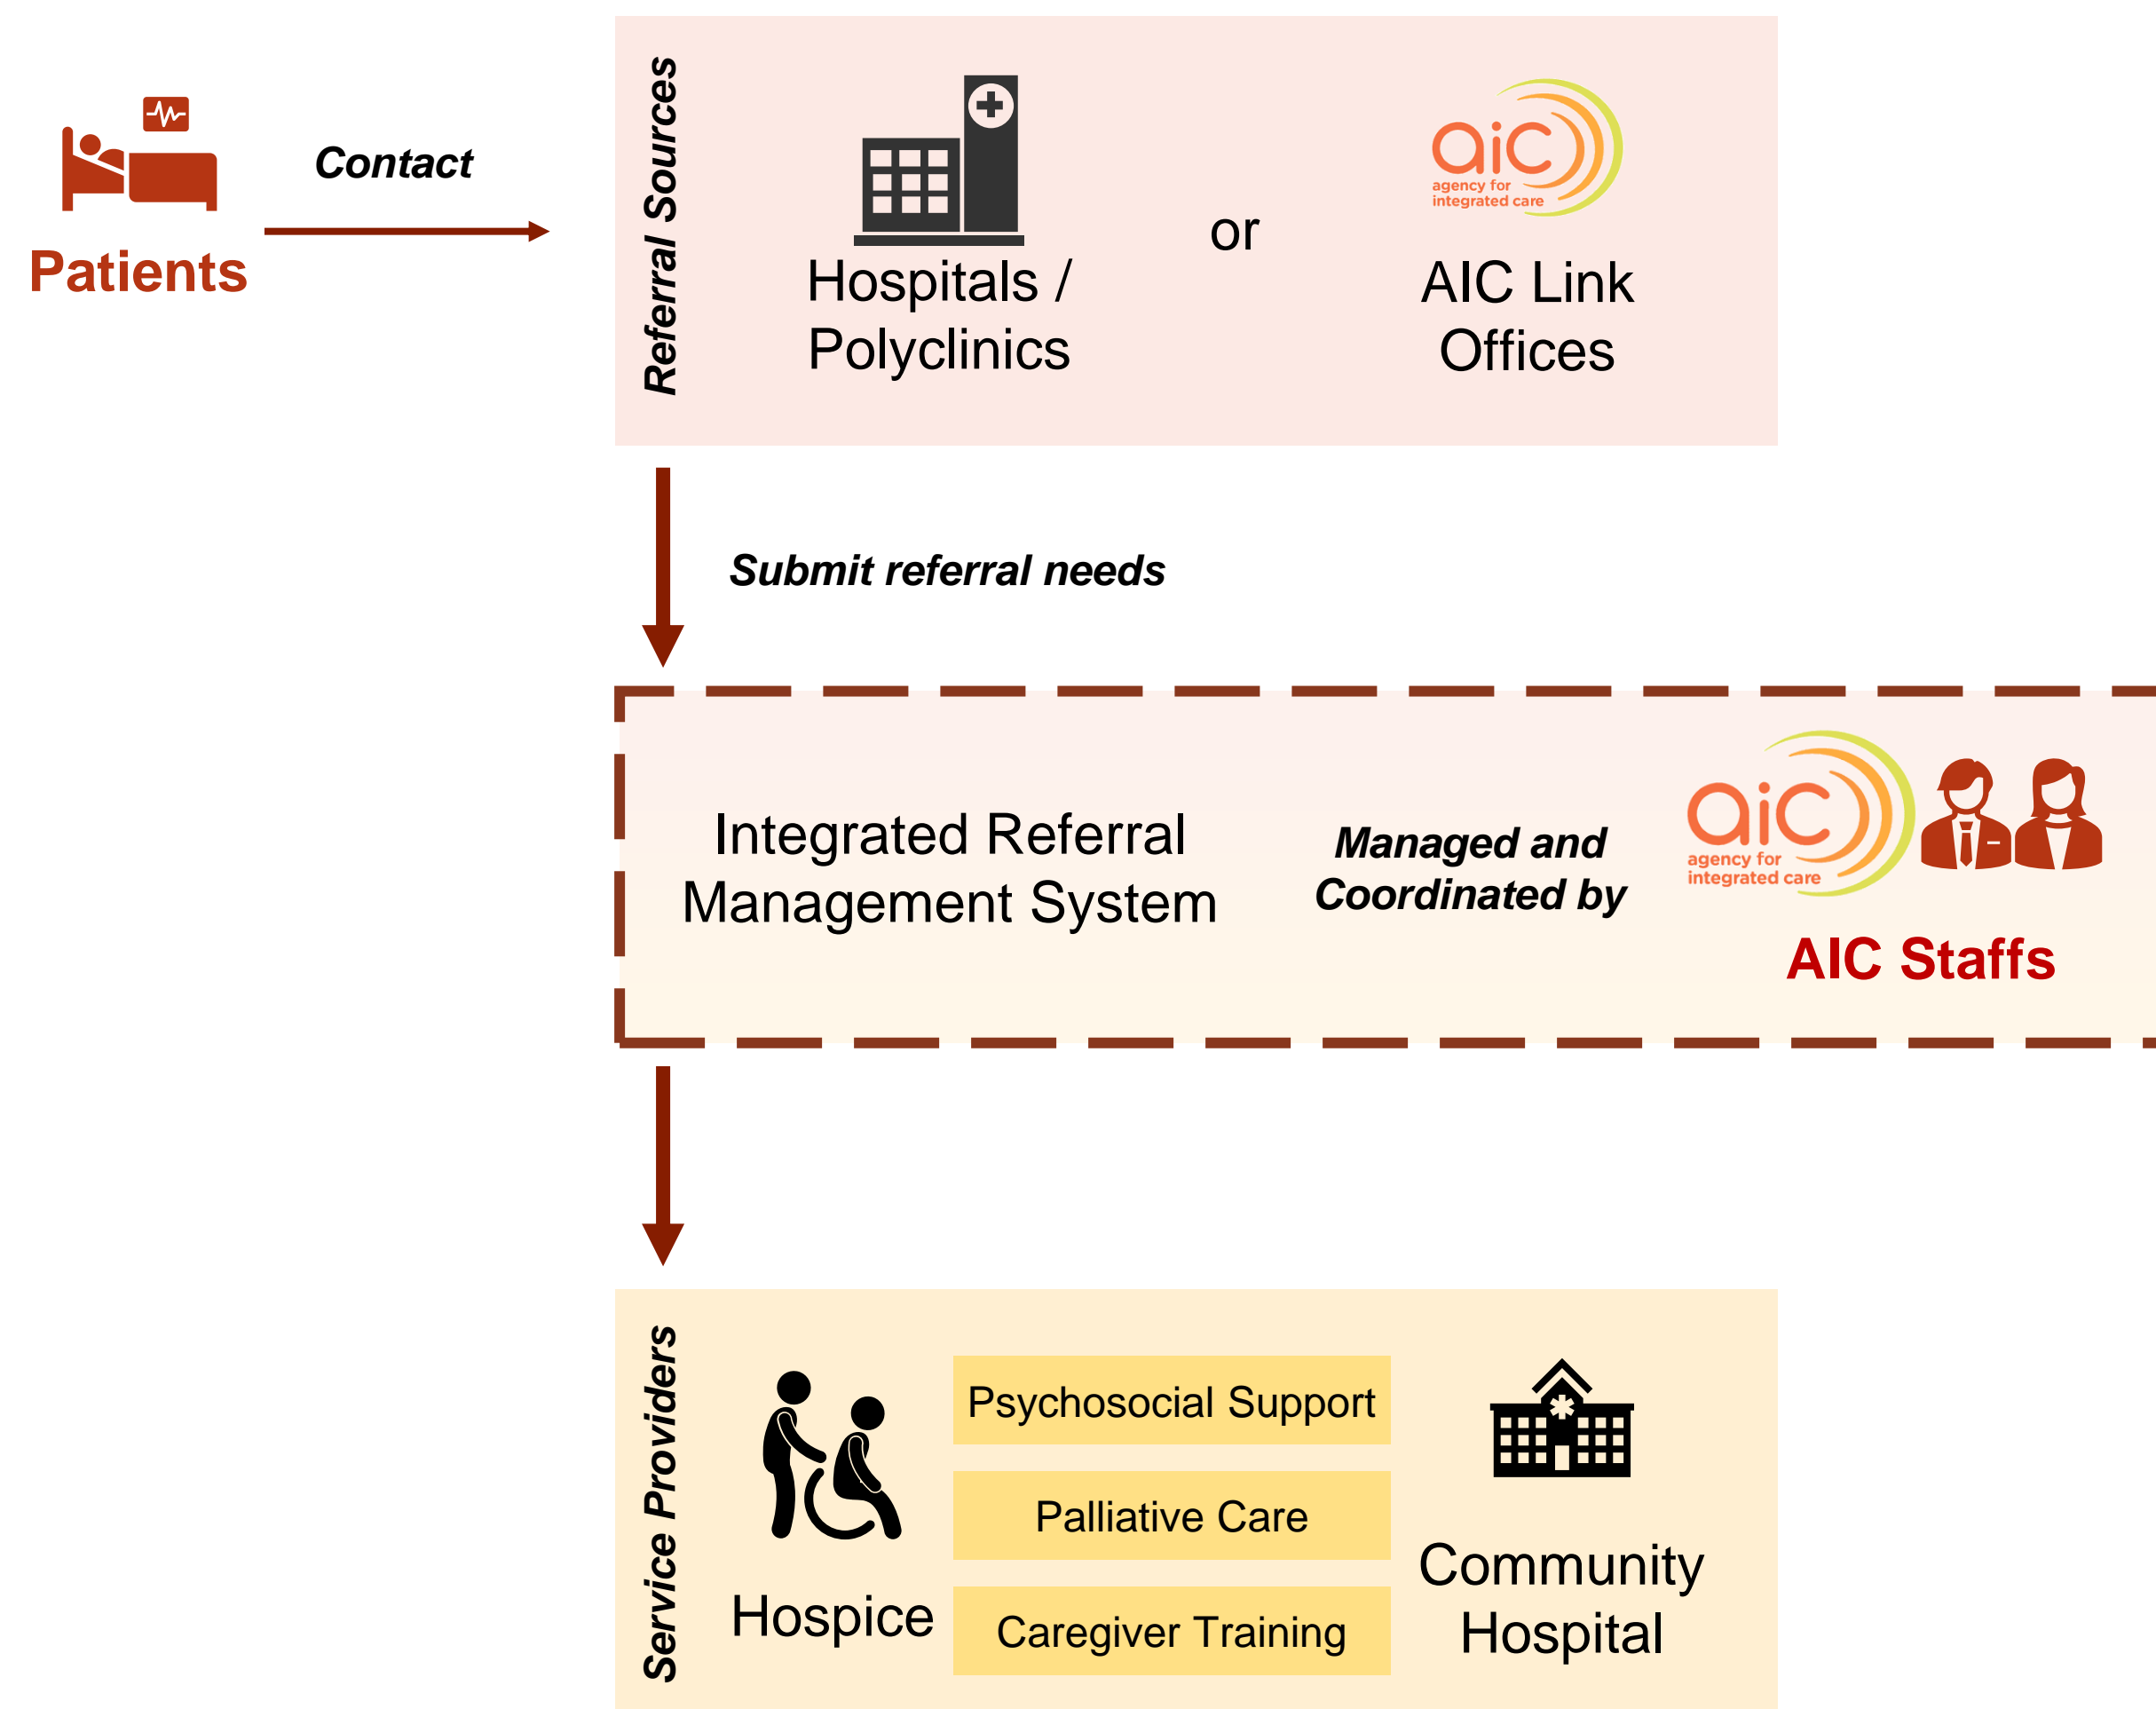 Patients
Contact
Referral Sources
Hospitals /
Polyclinics
or
aic
agency for
integrated care
AIC Link
Offices
Submit referral needs
Integrated Referral
Management System
Managed and
Coordinated by
aic
agency for
integrated care
AIC Staffs
Service Providers
Hospice
Psychosocial Support
Palliative Care
Caregiver Training
Community
Hospital